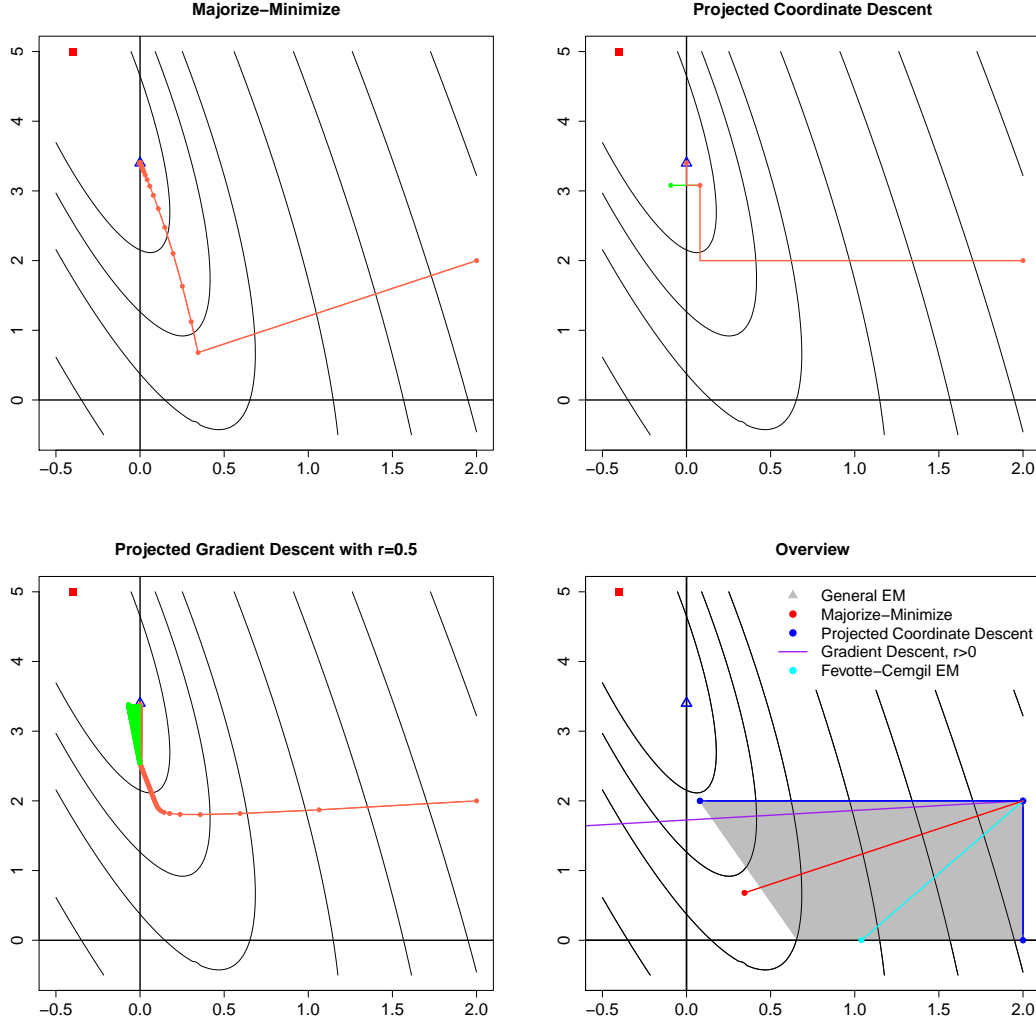 Majorize−Minimize
5
4
3
2
1
0
−0.5 0.0 0.5 1.0 1.5 2.0
Projected Coordinate Descent
5
4
3
2
1
0
−0.5 0.0 0.5 1.0 1.5 2.0
Projected Gradient Descent with r=0.5
5
4
3
2
1
0
−0.5 0.0 0.5 1.0 1.5 2.0
Overview
General EM
Majorize−Minimize
Projected Coordinate Descent
Gradient Descent, r>0
Fevotte−Cemgil EM
5
4
3
2
1
0
−0.5 0.0 0.5 1.0 1.5 2.0